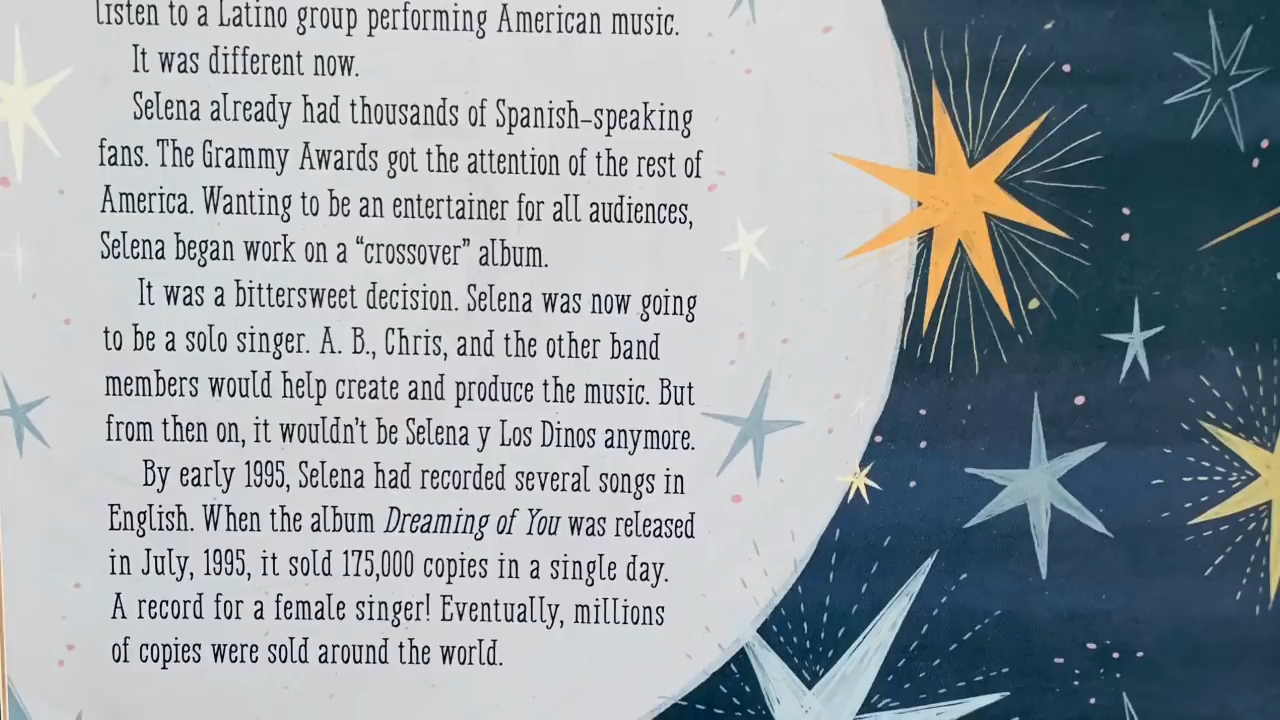 listen to a Latino group performing American music.
It was different now.
Selena already had thousands of Spanish-speaking
fans. The Grammy Awards got the attention of the rest of
America. Wanting to be an entertainer for all audiences,
Selena began work on a “crossover” album.
It was a bittersweet decision. Selena was now going
to be a solo singer. A. B., Chris, and the other band
members would help create and produce the music. But
from then on, it wouldn’t be Selena y Los Dinos anymore.
By early 1995, Selena had recorded several songs in
English. When the album Dreaming of You was released
in July, 1995, it sold 175,000 copies in a single day.
A record for a female singer! Eventually, millions
of copies were sold around the world.